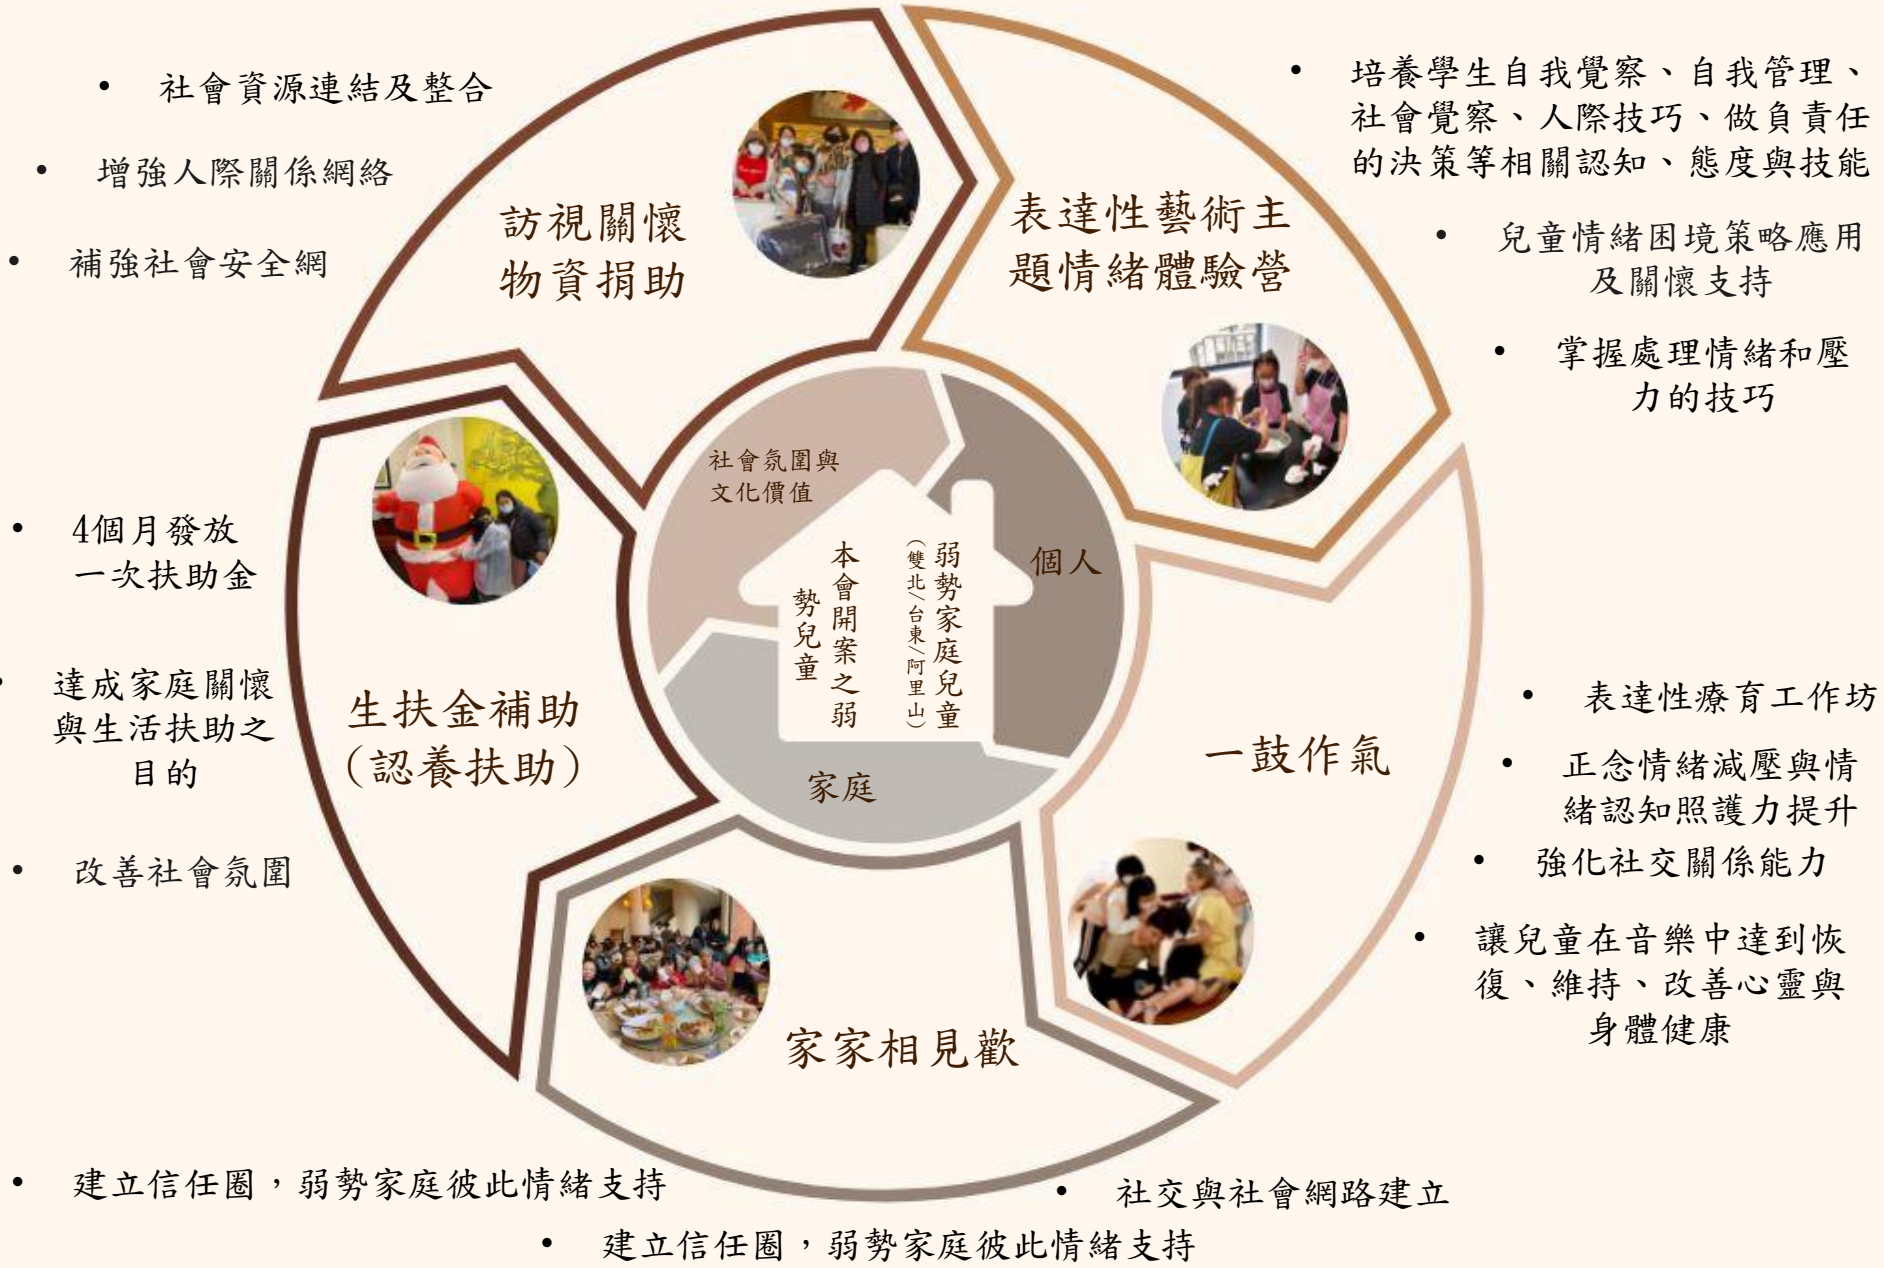 • 社會資源連結及整合
• 增強人際關係網絡
• 補強社會安全網
訪視關懷
物資捐助
表達性藝術主
題情緒體驗營
• 培養學生自我覺察、自我管理、
社會覺察、人際技巧、做負責任
的決策等相關認知、態度與技能
• 兒童情緒困境策略應用
及關懷支持
• 掌握處理情緒和壓
力的技巧
社會氛圍與
文化價值
個人
家庭
弱勢家庭兒童
（雙北/台東/阿里山）
本會開案之弱
勢兒童
• 4個月發放
一次扶助金
• 達成家庭關懷
與生活扶助之
目的
• 改善社會氛圍
生扶金補助
(認養扶助)
一鼓作氣
• 表達性療育工作坊
• 正念情緒減壓與情
緒認知照護力提升
• 強化社交關係能力
• 讓兒童在音樂中達到恢
復、維持、改善心靈與
身體健康
家家相見歡
• 建立信任圈，弱勢家庭彼此情緒支持
• 社交與社會網路建立
• 建立信任圈，弱勢家庭彼此情緒支持